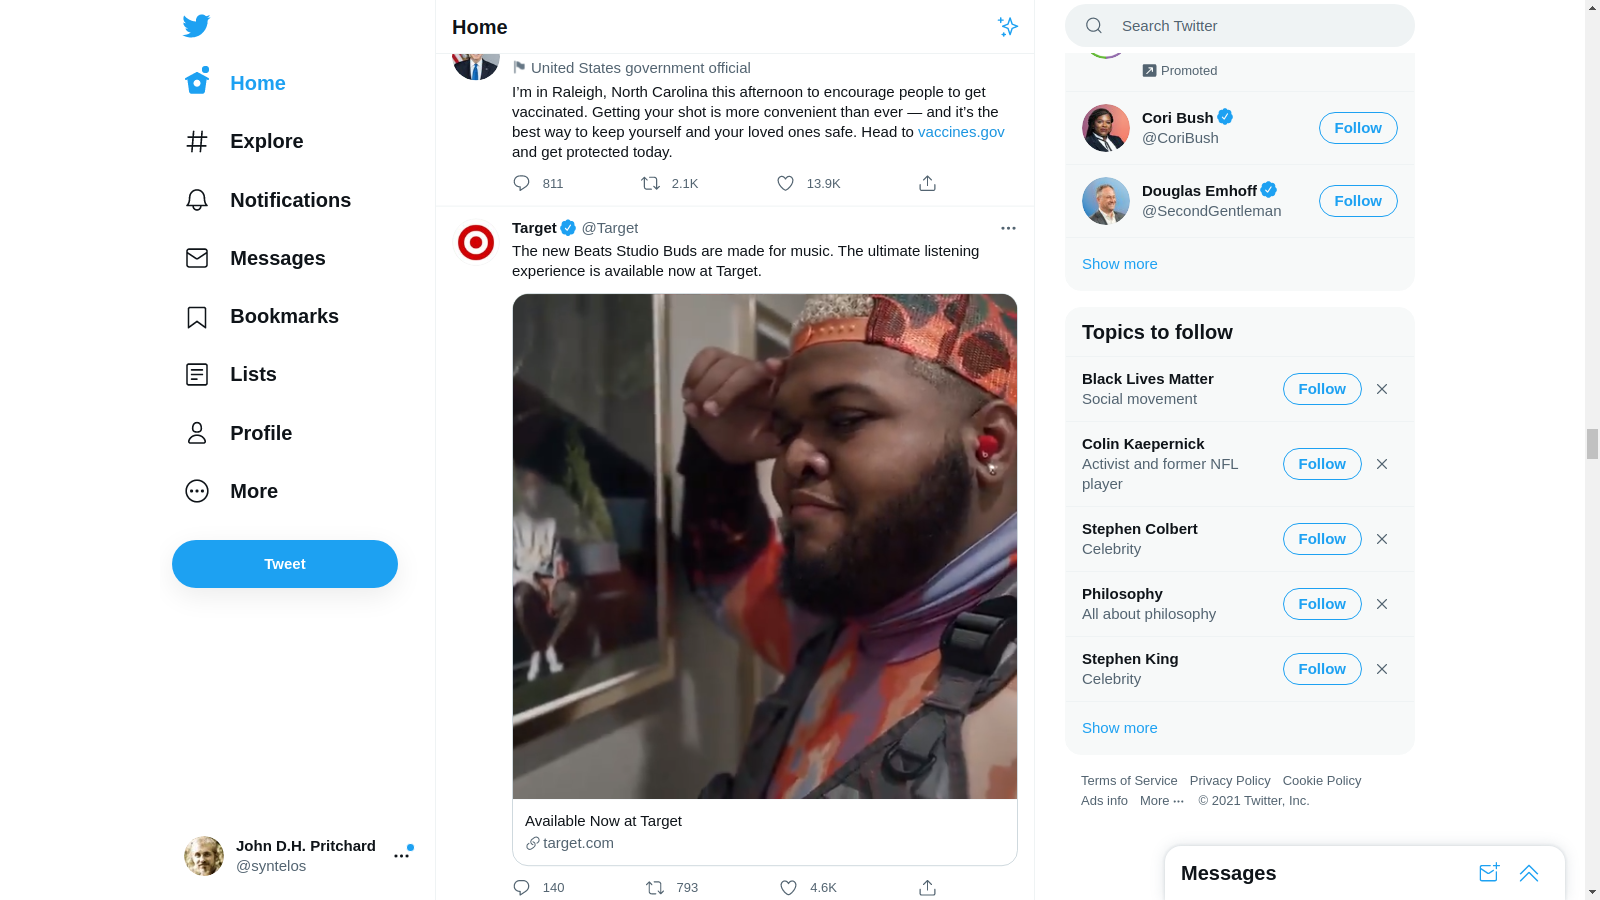 Home
Explore
Notifications
Messages
Bookmarks
Lists
Profile
More
Tweet
John D.H. Pritchard
@syntelos
Home
United States government official
I'm in Raleigh, North Carolina this afternoon to encourage people to get
vaccinated. Getting your shot is more convenient than ever — and it's the
best way to keep yourself and your loved ones safe. Head to vaccines.gov
and get protected today.
811 2.1K 13.9K
Target @Target
The new Beats Studio Buds are made for music. The ultimate listening
experience is available now at Target.
Available Now at Target
target.com
140 793 4.6K
Search Twitter
Promoted
Cori Bush
@CoriBush
Follow
Douglas Emhoff
@SecondGentleman
Follow
Show more
Topics to follow
Black Lives Matter
Social movement
Follow
Colin Kaepernick
Activist and former NFL
player
Follow
Stephen Colbert
Celebrity
Follow
Philosophy
All about philosophy
Follow
Stephen King
Celebrity
Follow
Show more
Terms of Service Privacy Policy Cookie Policy
Ads info More ··· © 2021 Twitter, Inc.
Messages